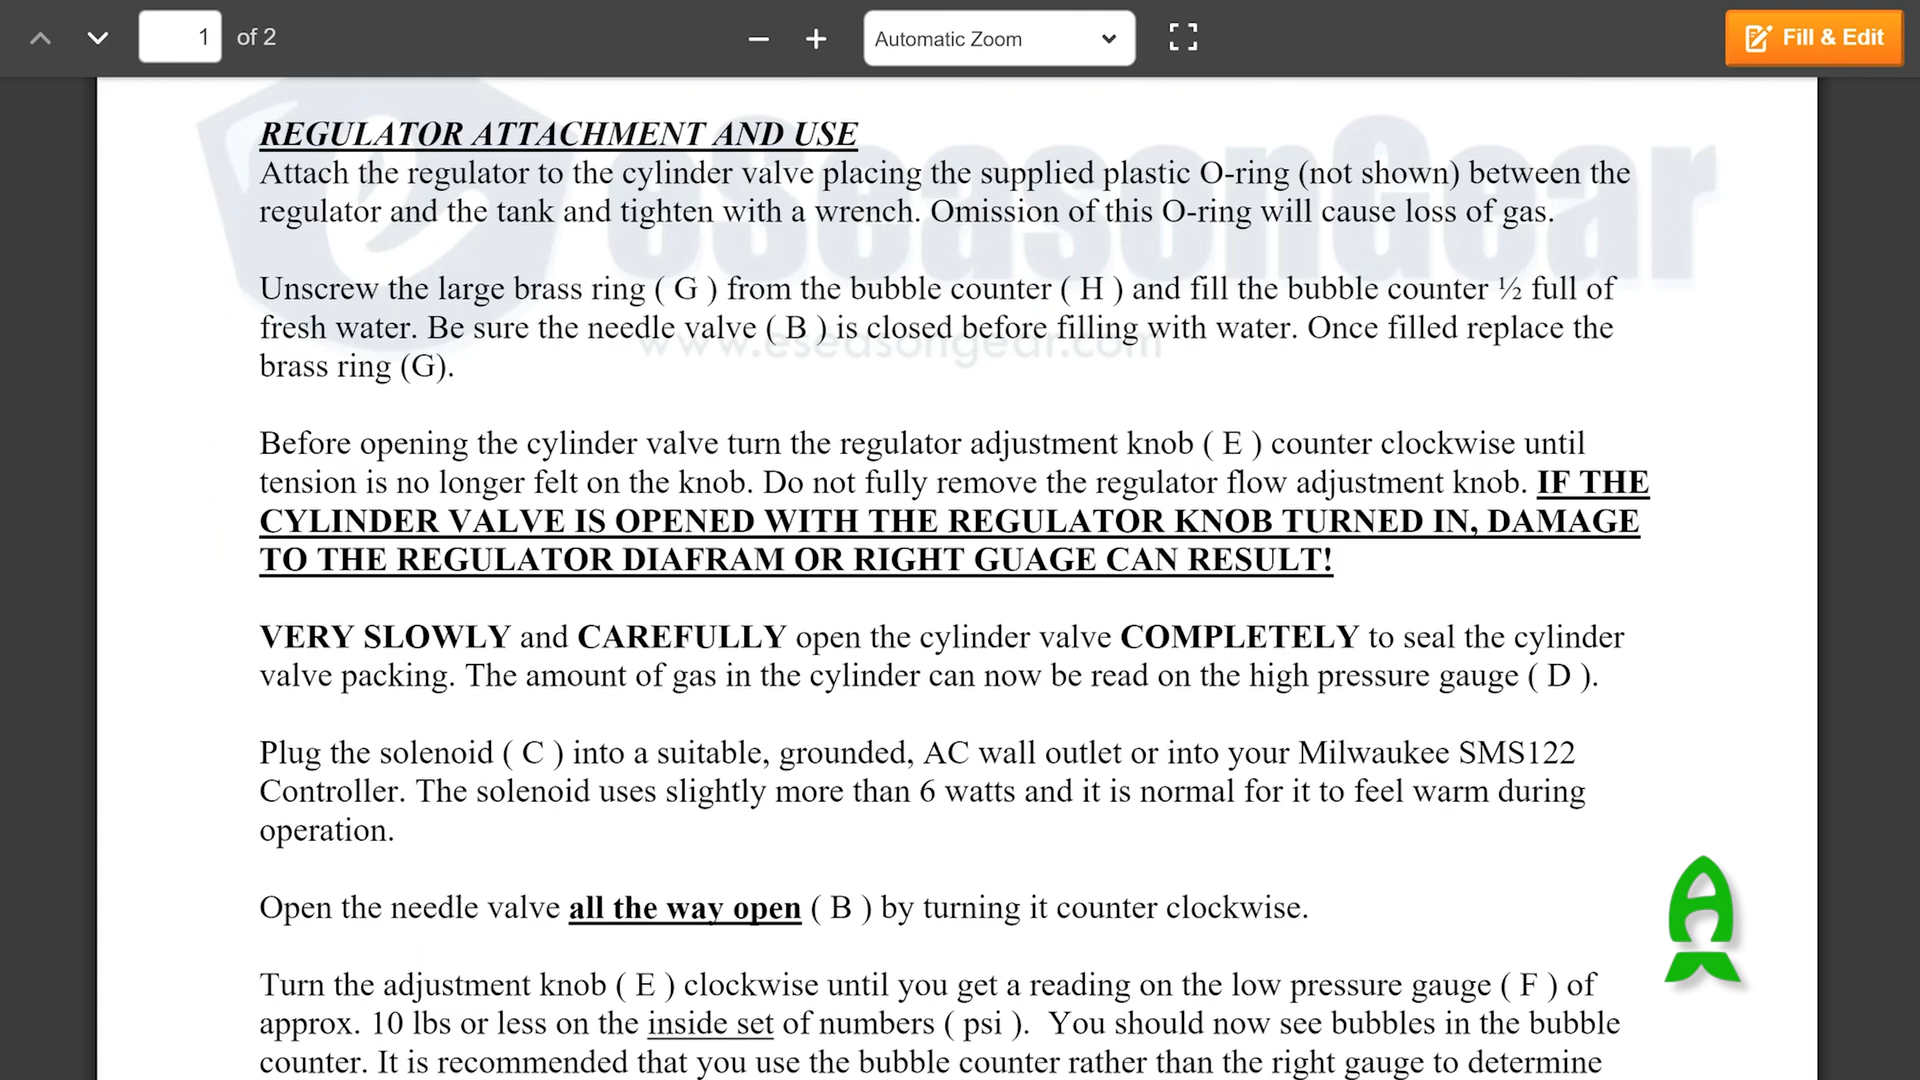 1 of 2
Automatic Zoom
Fill & Edit
eSeasonGear
www.eseasongear.com
REGULATOR ATTACHMENT AND USE
Attach the regulator to the cylinder valve placing the supplied plastic O-ring (not shown) between the
regulator and the tank and tighten with a wrench. Omission of this O-ring will cause loss of gas.
Unscrew the large brass ring ( G ) from the bubble counter ( H ) and fill the bubble counter ½ full of
fresh water. Be sure the needle valve ( B ) is closed before filling with water. Once filled replace the
brass ring (G).
Before opening the cylinder valve turn the regulator adjustment knob ( E ) counter clockwise until
tension is no longer felt on the knob. Do not fully remove the regulator flow adjustment knob. IF THE
CYLINDER VALVE IS OPENED WITH THE REGULATOR KNOB TURNED IN, DAMAGE
TO THE REGULATOR DIAFRAM OR RIGHT GUAGE CAN RESULT!
VERY SLOWLY and CAREFULLY open the cylinder valve COMPLETELY to seal the cylinder
valve packing. The amount of gas in the cylinder can now be read on the high pressure gauge ( D ).
Plug the solenoid ( C ) into a suitable, grounded, AC wall outlet or into your Milwaukee SMS122
Controller. The solenoid uses slightly more than 6 watts and it is normal for it to feel warm during
operation.
Open the needle valve all the way open ( B ) by turning it counter clockwise.
Turn the adjustment knob ( E ) clockwise until you get a reading on the low pressure gauge ( F ) of
approx. 10 lbs or less on the inside set of numbers ( psi ).  You should now see bubbles in the bubble
counter. It is recommended that you use the bubble counter rather than the right gauge to determine